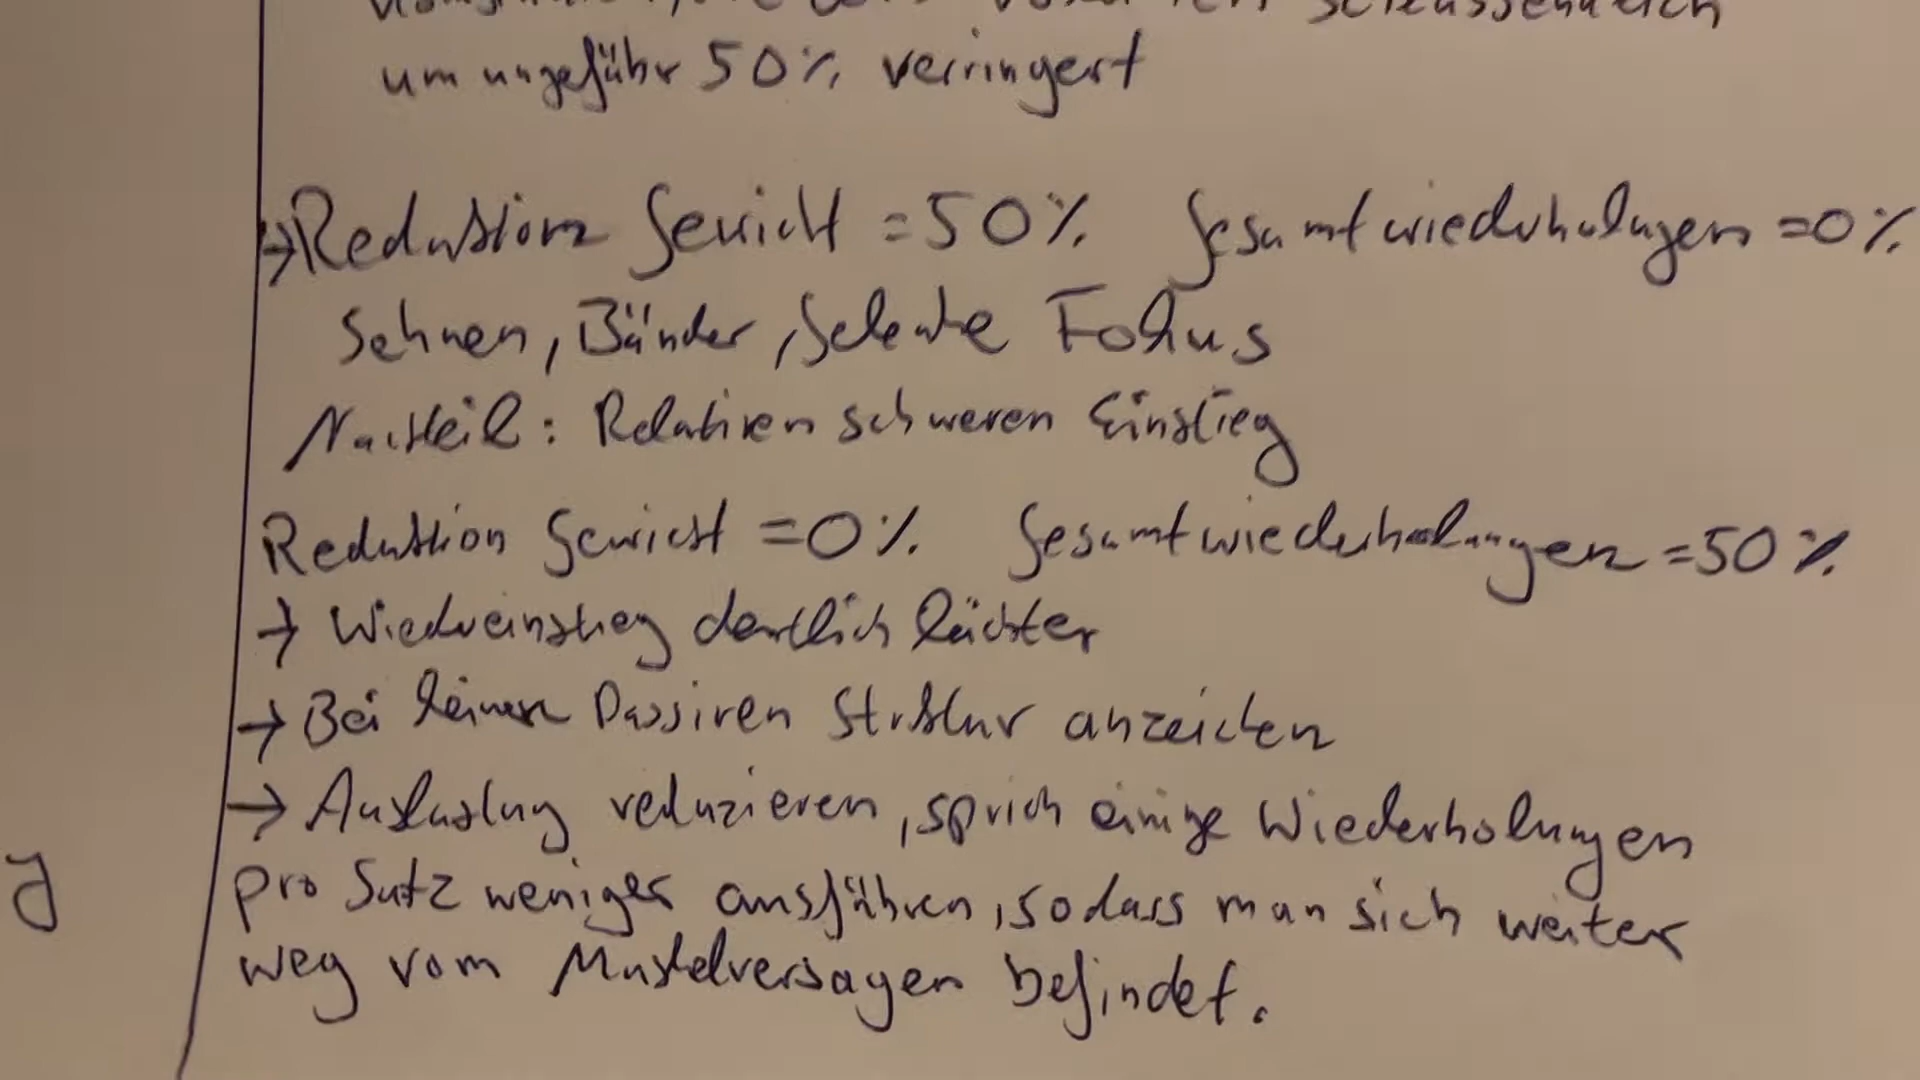 um ungefähr 50% verringert
→ Reduktion Gewicht = 50% Gesamtwiederholungen = 0%
Sehnen, Bänder, Gelenke Fokus
Nachteil: Relativen schweren Einstieg
Reduktion Gewicht = 0% Gesamtwiederholungen = 50%
→ Wiedereinstieg deutlich leichter
→ Bei keinen Passiven Struktur anzeichen
→ Auslastung reduzieren, sprich einige Wiederholungen
pro Satz weniger ausführen, sodass man sich weiter
weg vom Muskelversagen befindet.